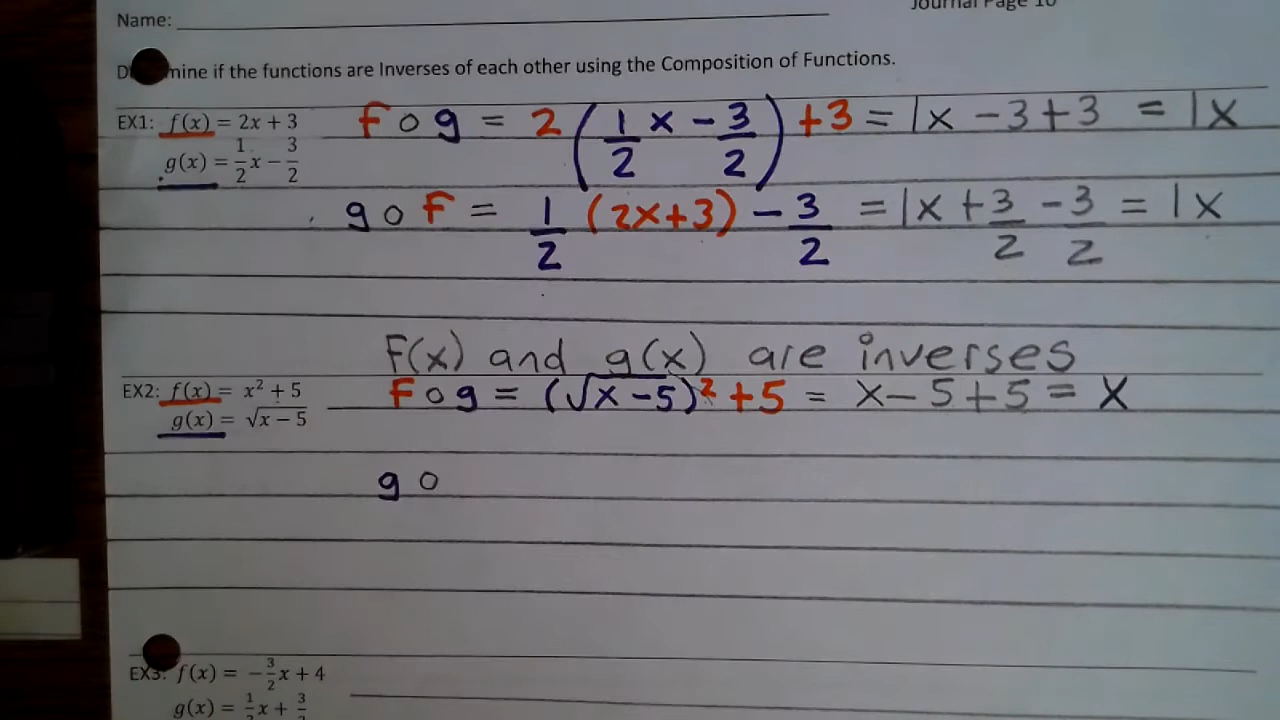 Journal Page 10
Name:
D mine if the functions are Inverses of each other using the Composition of Functions.
EX1: f(x) = 2x + 3
g(x) = 1/2 x − 3/2
f o g = 2(1/2 x − 3/2) + 3 = 1x − 3 + 3 = 1x
g o f = 1/2 (2x+3) − 3/2 = 1x + 3/2 − 3/2 = 1x
F(x) and g(x) are inverses
EX2: f(x) = x² + 5
g(x) = √x − 5
f o g = (√x − 5)² + 5 = x − 5 + 5 = x
g o
EX3: f(x) = −3/2 x + 4
g(x) = x +